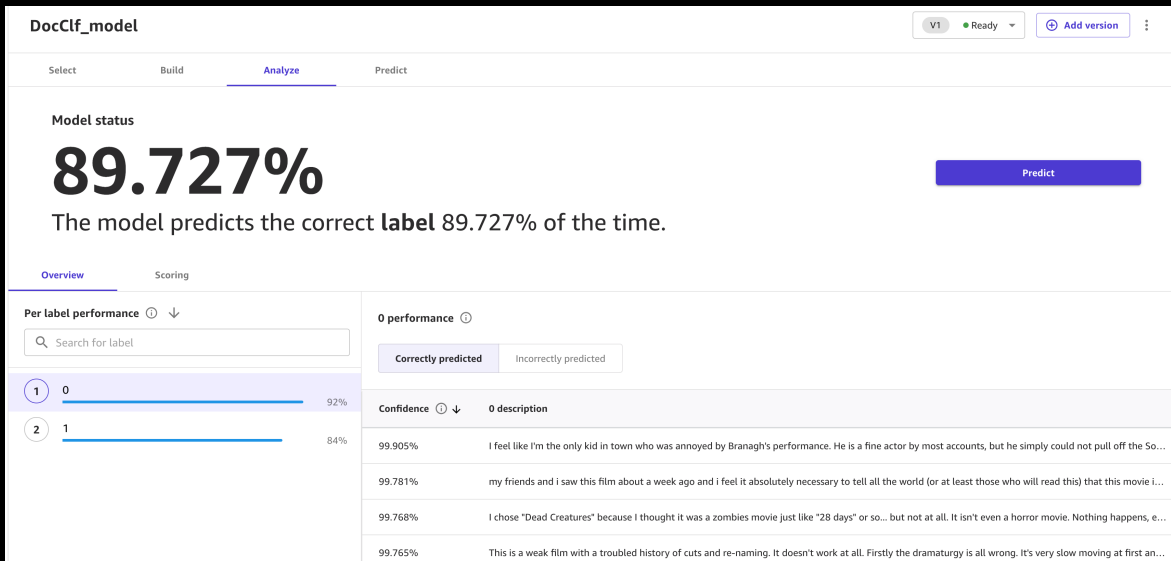 DocClf_model
V1 Ready
Add version
Select Build Analyze Predict
Model status
89.727%
Predict
The model predicts the correct label 89.727% of the time.
Overview Scoring
Per label performance
Search for label
1 0 92%
2 1 84%
0 performance
Correctly predicted Incorrectly predicted
Confidence 0 description
99.905% I feel like I'm the only kid in town who was annoyed by Branagh's performance. He is a fine actor by most accounts, but he simply could not pull off the So...
99.781% my friends and i saw this film about a week ago and i feel it absolutely necessary to tell all the world (or at least those who will read this) that this movie i...
99.768% I chose "Dead Creatures" because I thought it was a zombies movie just like "28 days" or so... but not at all. It isn't even a horror movie. Nothing happens, e...
99.765% This is a weak film with a troubled history of cuts and re-naming. It doesn't work at all. Firstly the dramaturgy is all wrong. It's very slow moving at first an...